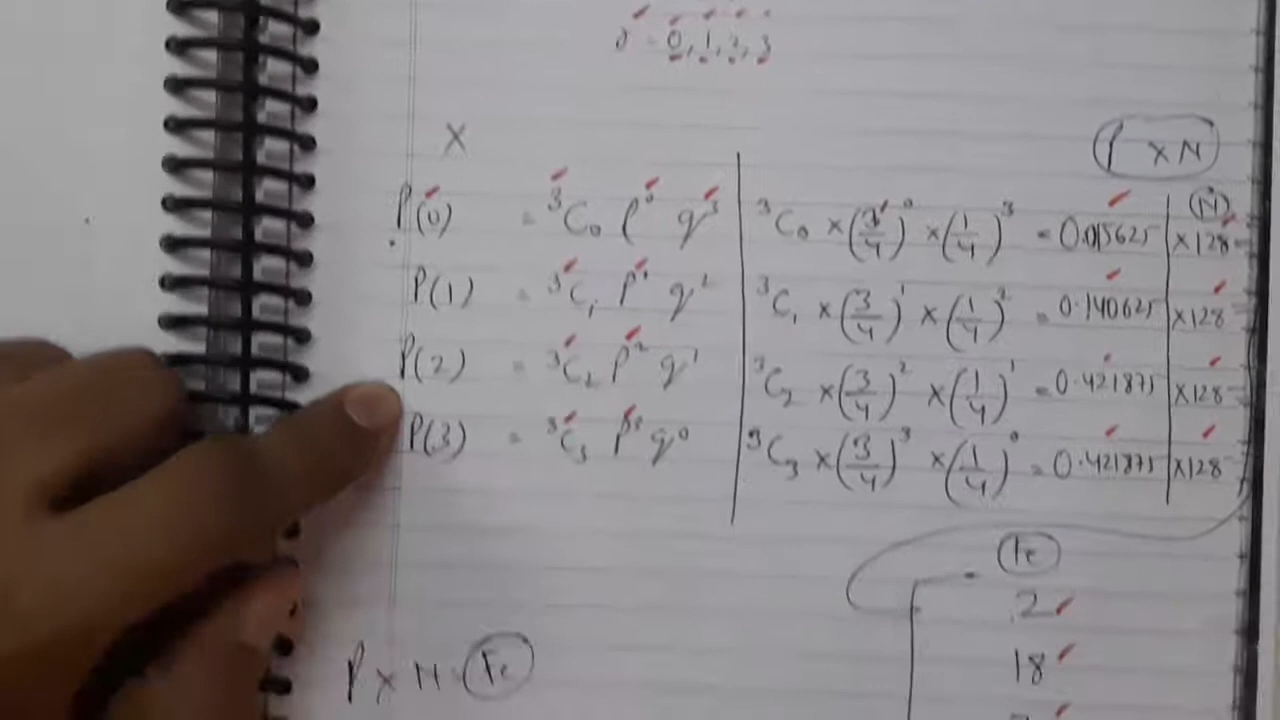 r = 0, 1, 2, 3
X
P × N
(N)
P(0) = ³C₀ p⁰ q³ ³C₀ × (3/4)⁰ × (1/4)³ = 0.015625 × 128 =
P(1) = ³C₁ p¹ q² ³C₁ × (3/4)¹ × (1/4)² = 0.140625 × 128
P(2) = ³C₂ p² q¹ ³C₂ × (3/4)² × (1/4)¹ = 0.421875 × 128
P(3) = ³C₃ p³ q⁰ ³C₃ × (3/4)³ × (1/4)⁰ = 0.421875 × 128
Fe
2
18
P × N = Fe